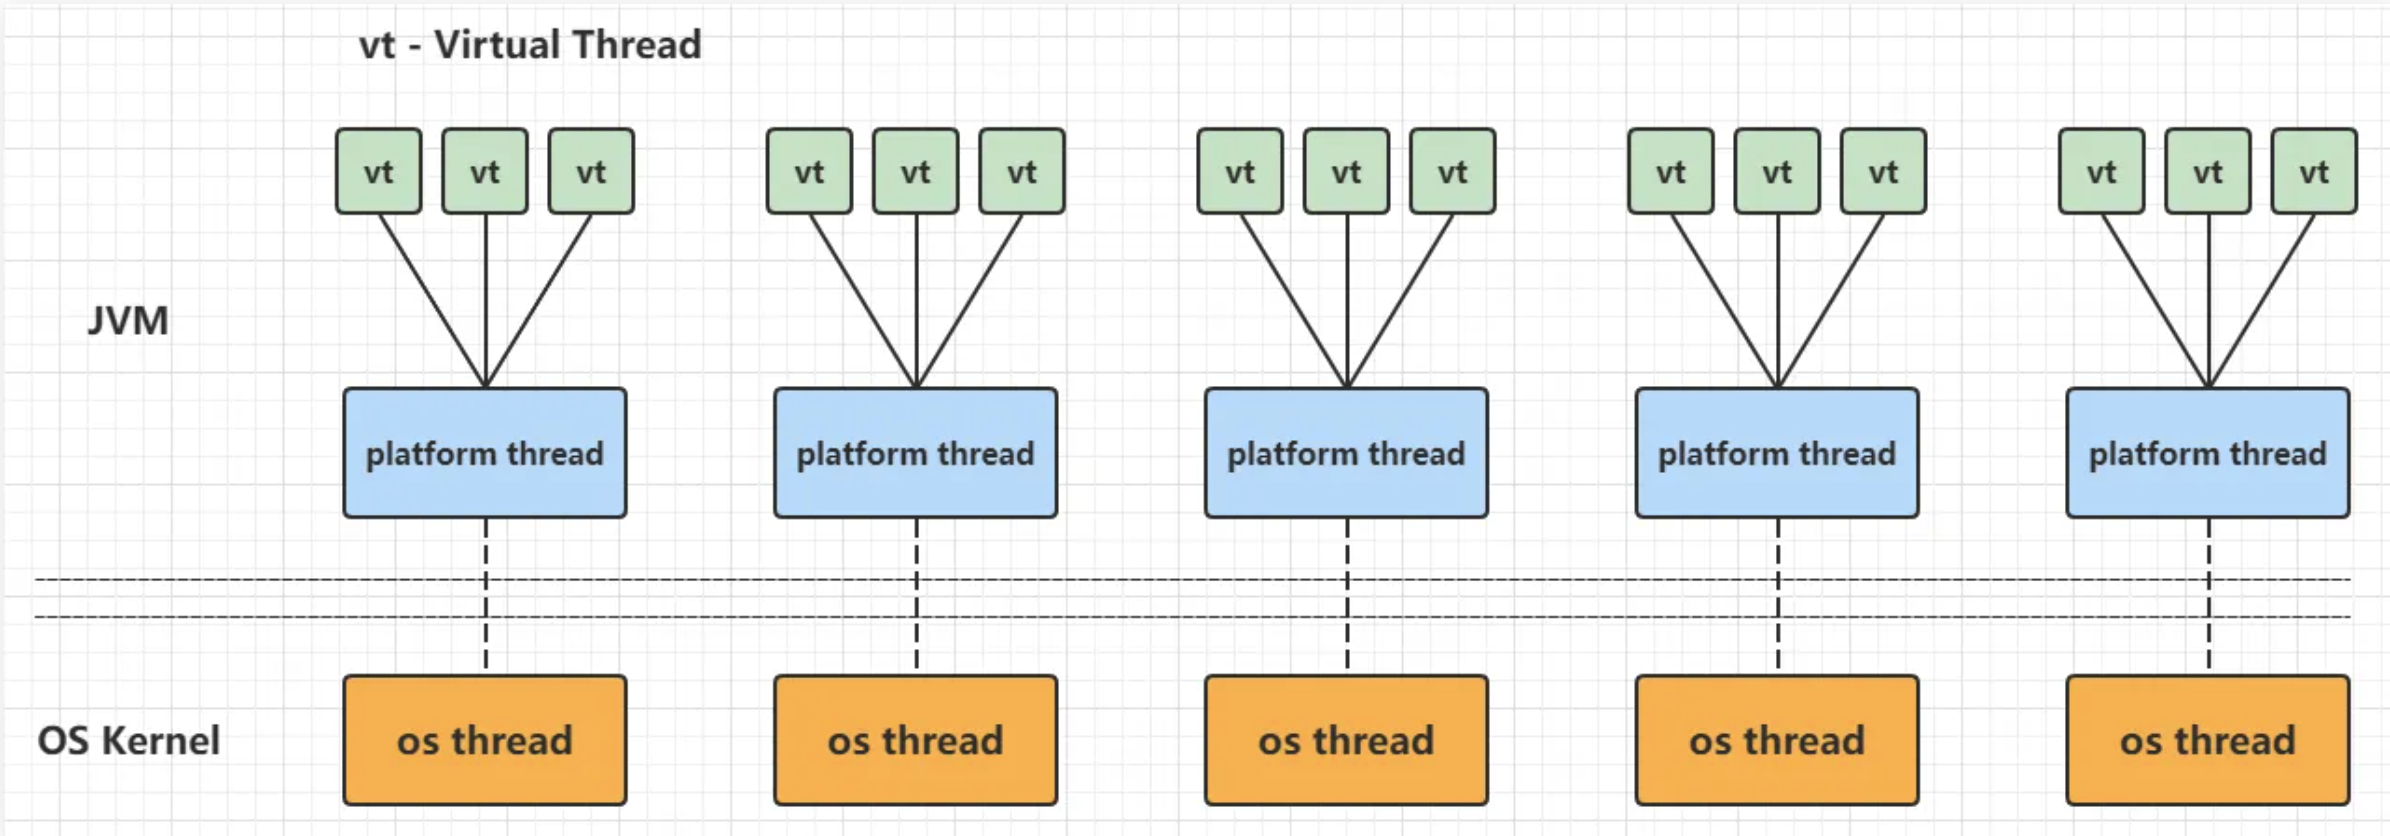 vt - Virtual Thread
vt vt vt vt vt vt vt vt vt vt vt vt vt vt vt
JVM
platform thread platform thread platform thread platform thread platform thread
OS Kernel os thread os thread os thread os thread os thread